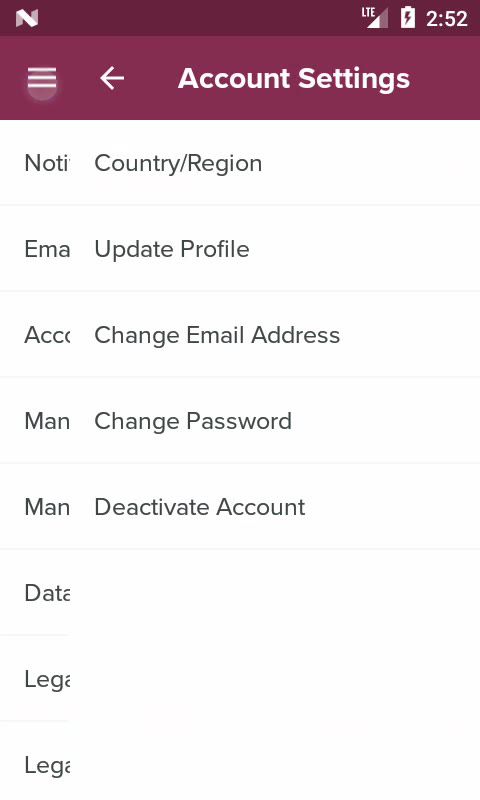 LTE 2:52
Account Settings
Noti Country/Region
Ema Update Profile
Acco Change Email Address
Man Change Password
Man Deactivate Account
Data
Lega
Lega